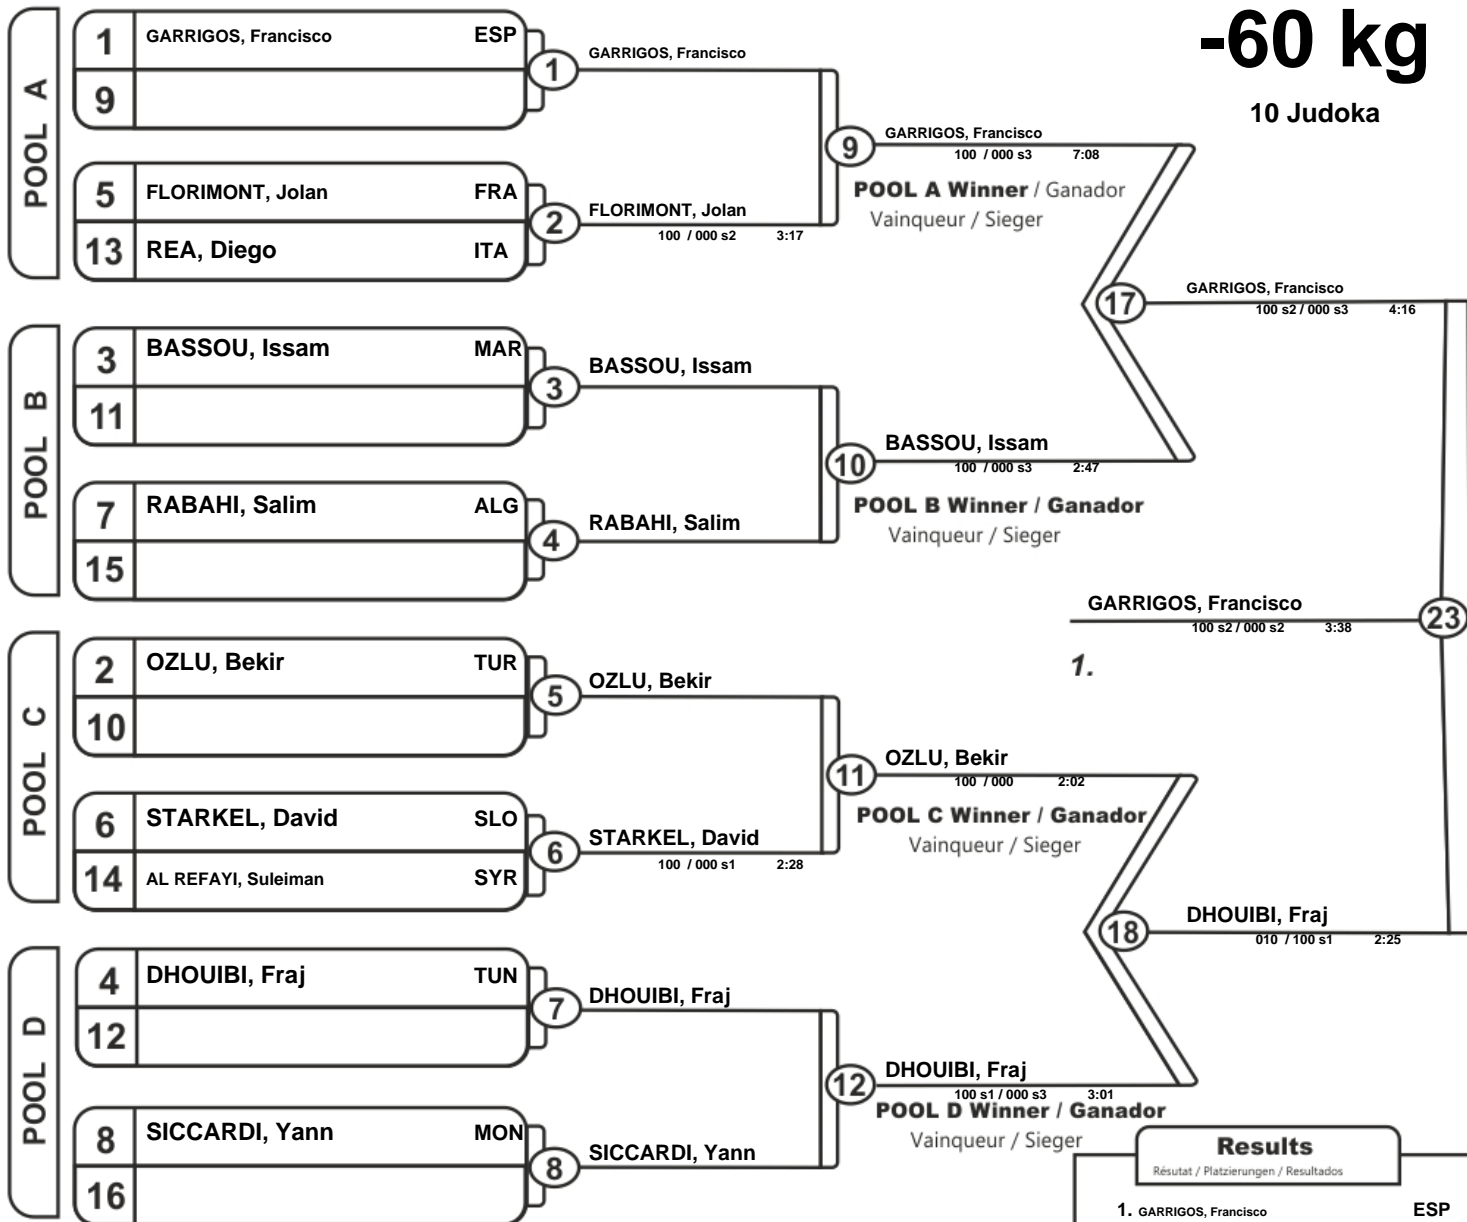 -60 kg
10 Judoka
POOL A
1 GARRIGOS, Francisco ESP
9
1
GARRIGOS, Francisco
5 FLORIMONT, Jolan FRA
13 REA, Diego ITA
2
FLORIMONT, Jolan
100 / 000 s2 3:17
9
GARRIGOS, Francisco
100 / 000 s3 7:08
POOL A Winner / Ganador
Vainqueur / Sieger
POOL B
3 BASSOU, Issam MAR
11
3
BASSOU, Issam
7 RABAHI, Salim ALG
15
4
RABAHI, Salim
10
BASSOU, Issam
100 / 000 s3 2:47
POOL B Winner / Ganador
Vainqueur / Sieger
17
GARRIGOS, Francisco
100 s2 / 000 s3 4:16
GARRIGOS, Francisco
100 s2 / 000 s2 3:38
23
1.
POOL C
2 OZLU, Bekir TUR
10
5
OZLU, Bekir
6 STARKEL, David SLO
14 AL REFAYI, Suleiman SYR
6
STARKEL, David
100 / 000 s1 2:28
11
OZLU, Bekir
100 / 000 2:02
POOL C Winner / Ganador
Vainqueur / Sieger
POOL D
4 DHOUIBI, Fraj TUN
12
7
DHOUIBI, Fraj
8 SICCARDI, Yann MON
16
8
SICCARDI, Yann
12
DHOUIBI, Fraj
100 s1 / 000 s3 3:01
POOL D Winner / Ganador
Vainqueur / Sieger
18
DHOUIBI, Fraj
010 / 100 s1 2:25
Results
Résutat / Platzierungen / Resultados
1. GARRIGOS, Francisco ESP